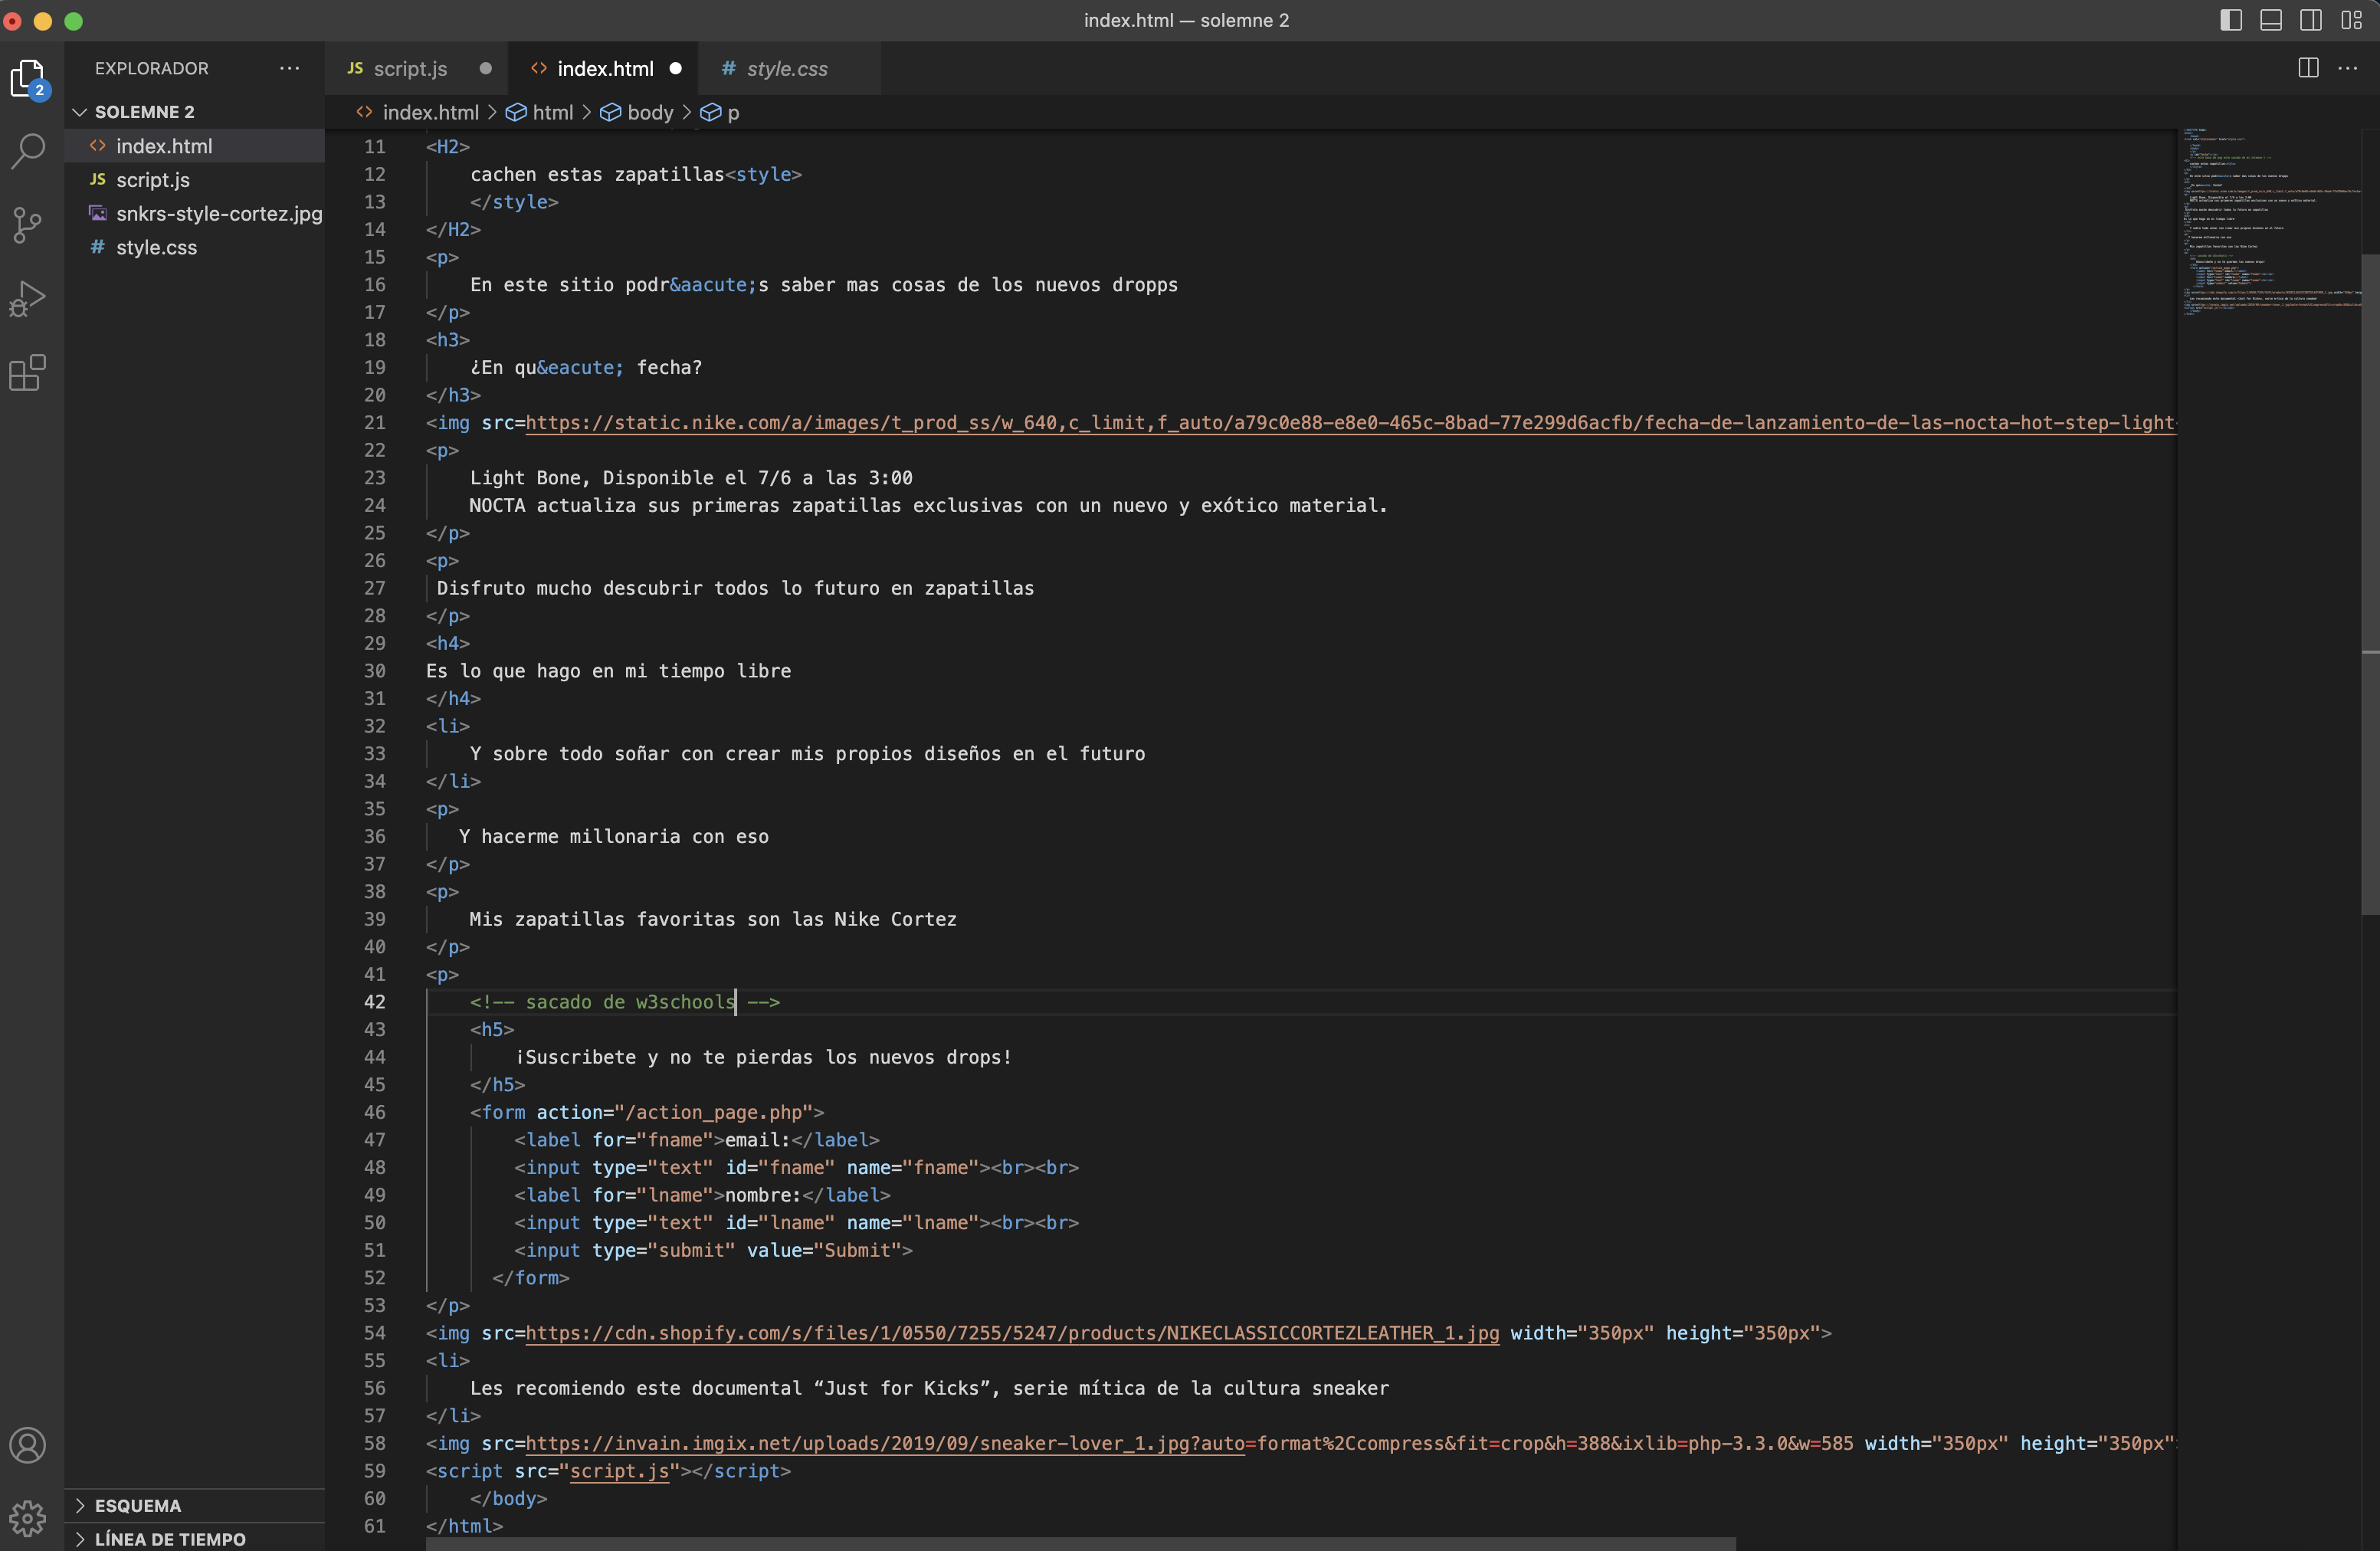 index.html — solemne 2
EXPLORADOR
SOLEMNE 2
index.html
JS script.js
snkrs-style-cortez.jpg
# style.css
2
ESQUEMA
LÍNEA DE TIEMPO
JS script.js
<> index.html
# style.css
<> index.html > html > body > p
11 <H2>
12 cachen estas zapatillas<style>
13 </style>
14 </H2>
15 <p>
16 En este sitio podr&aacute;s saber mas cosas de los nuevos dropps
17 </p>
18 <h3>
19 ¿En qu&eacute; fecha?
20 </h3>
21 <img src=https://static.nike.com/a/images/t_prod_ss/w_640,c_limit,f_auto/a79c0e88-e8e0-465c-8bad-77e299d6acfb/fecha-de-lanzamiento-de-las-nocta-hot-step-light-
22 <p>
23 Light Bone, Disponible el 7/6 a las 3:00
24 NOCTA actualiza sus primeras zapatillas exclusivas con un nuevo y exótico material.
25 </p>
26 <p>
27 Disfruto mucho descubrir todos lo futuro en zapatillas
28 </p>
29 <h4>
30 Es lo que hago en mi tiempo libre
31 </h4>
32 <li>
33 Y sobre todo soñar con crear mis propios diseños en el futuro
34 </li>
35 <p>
36 Y hacerme millonaria con eso
37 </p>
38 <p>
39 Mis zapatillas favoritas son las Nike Cortez
40 </p>
41 <p>
42 <!-- sacado de w3schools -->
43 <h5>
44 ¡Suscribete y no te pierdas los nuevos drops!
45 </h5>
46 <form action="/action_page.php">
47 <label for="fname">email:</label>
48 <input type="text" id="fname" name="fname"><br><br>
49 <label for="lname">nombre:</label>
50 <input type="text" id="lname" name="lname"><br><br>
51 <input type="submit" value="Submit">
52 </form>
53 </p>
54 <img src=https://cdn.shopify.com/s/files/1/0550/7255/5247/products/NIKECLASSICCORTEZLEATHER_1.jpg width="350px" height="350px">
55 <li>
56 Les recomiendo este documental “Just for Kicks”, serie mítica de la cultura sneaker
57 </li>
58 <img src=https://invain.imgix.net/uploads/2019/09/sneaker-lover_1.jpg?auto=format%2Ccompress&fit=crop&h=388&ixlib=php-3.3.0&w=585 width="350px" height="350px"
59 <script src="script.js"></script>
60 </body>
61 </html>